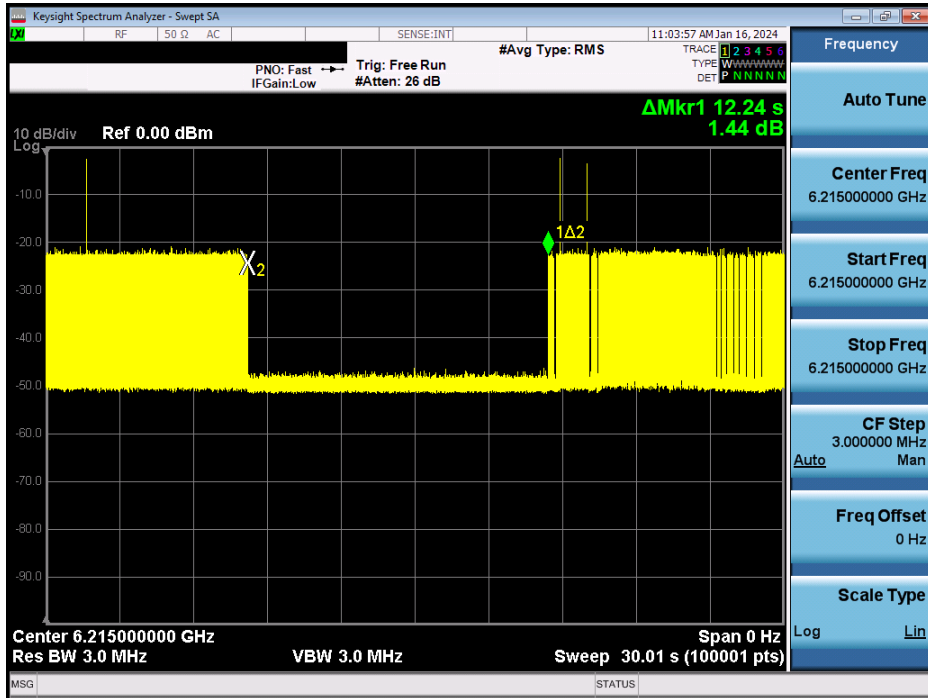 Keysight Spectrum Analyzer - Swept SA
LXI RF 50 Ω AC SENSE:INT 11:03:57 AM Jan 16, 2024
#Avg Type: RMS
TRACE 1 2 3 4 5 6
TYPE W W W W W W
DET P N N N N N
PNO: Fast
IFGain:Low
Trig: Free Run
#Atten: 26 dB
ΔMkr1 12.24 s
1.44 dB
10 dB/div Ref 0.00 dBm
Log
-10.0
-20.0
-30.0
-40.0
-50.0
-60.0
-70.0
-80.0
-90.0
1Δ2
X2
Center 6.215000000 GHz Span 0 Hz
Res BW 3.0 MHz VBW 3.0 MHz Sweep 30.01 s (100001 pts)
MSG STATUS
Frequency
Auto Tune
Center Freq
6.215000000 GHz
Start Freq
6.215000000 GHz
Stop Freq
6.215000000 GHz
CF Step
3.000000 MHz
Auto Man
Freq Offset
0 Hz
Scale Type
Log Lin